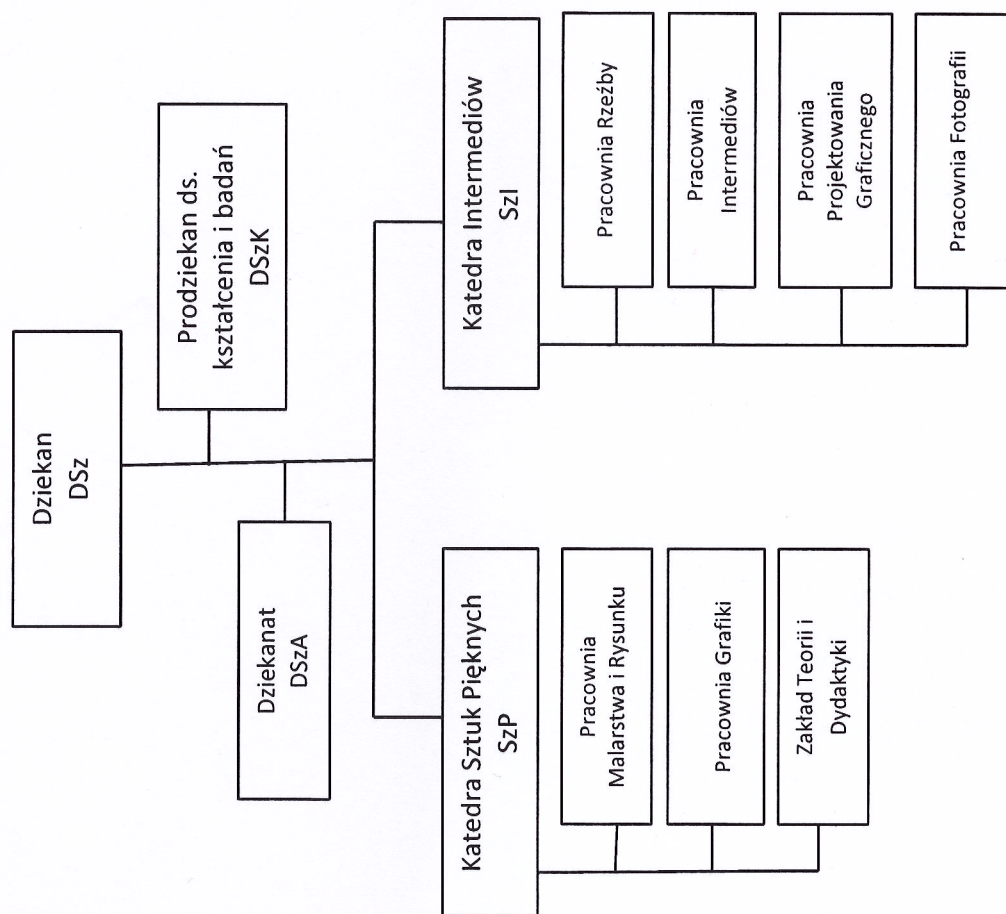 Dziekan
DSz
Prodziekan ds.
kształcenia i badań
DSzK
Dziekanat
DSzA
Katedra Sztuk Pięknych
SzP
Pracownia
Malarstwa i Rysunku
Pracownia Grafiki
Zakład Teorii i
Dydaktyki
Katedra Intermediów
SzI
Pracownia Rzeźby
Pracownia
Intermediów
Pracownia
Projektowania
Graficznego
Pracownia Fotografii